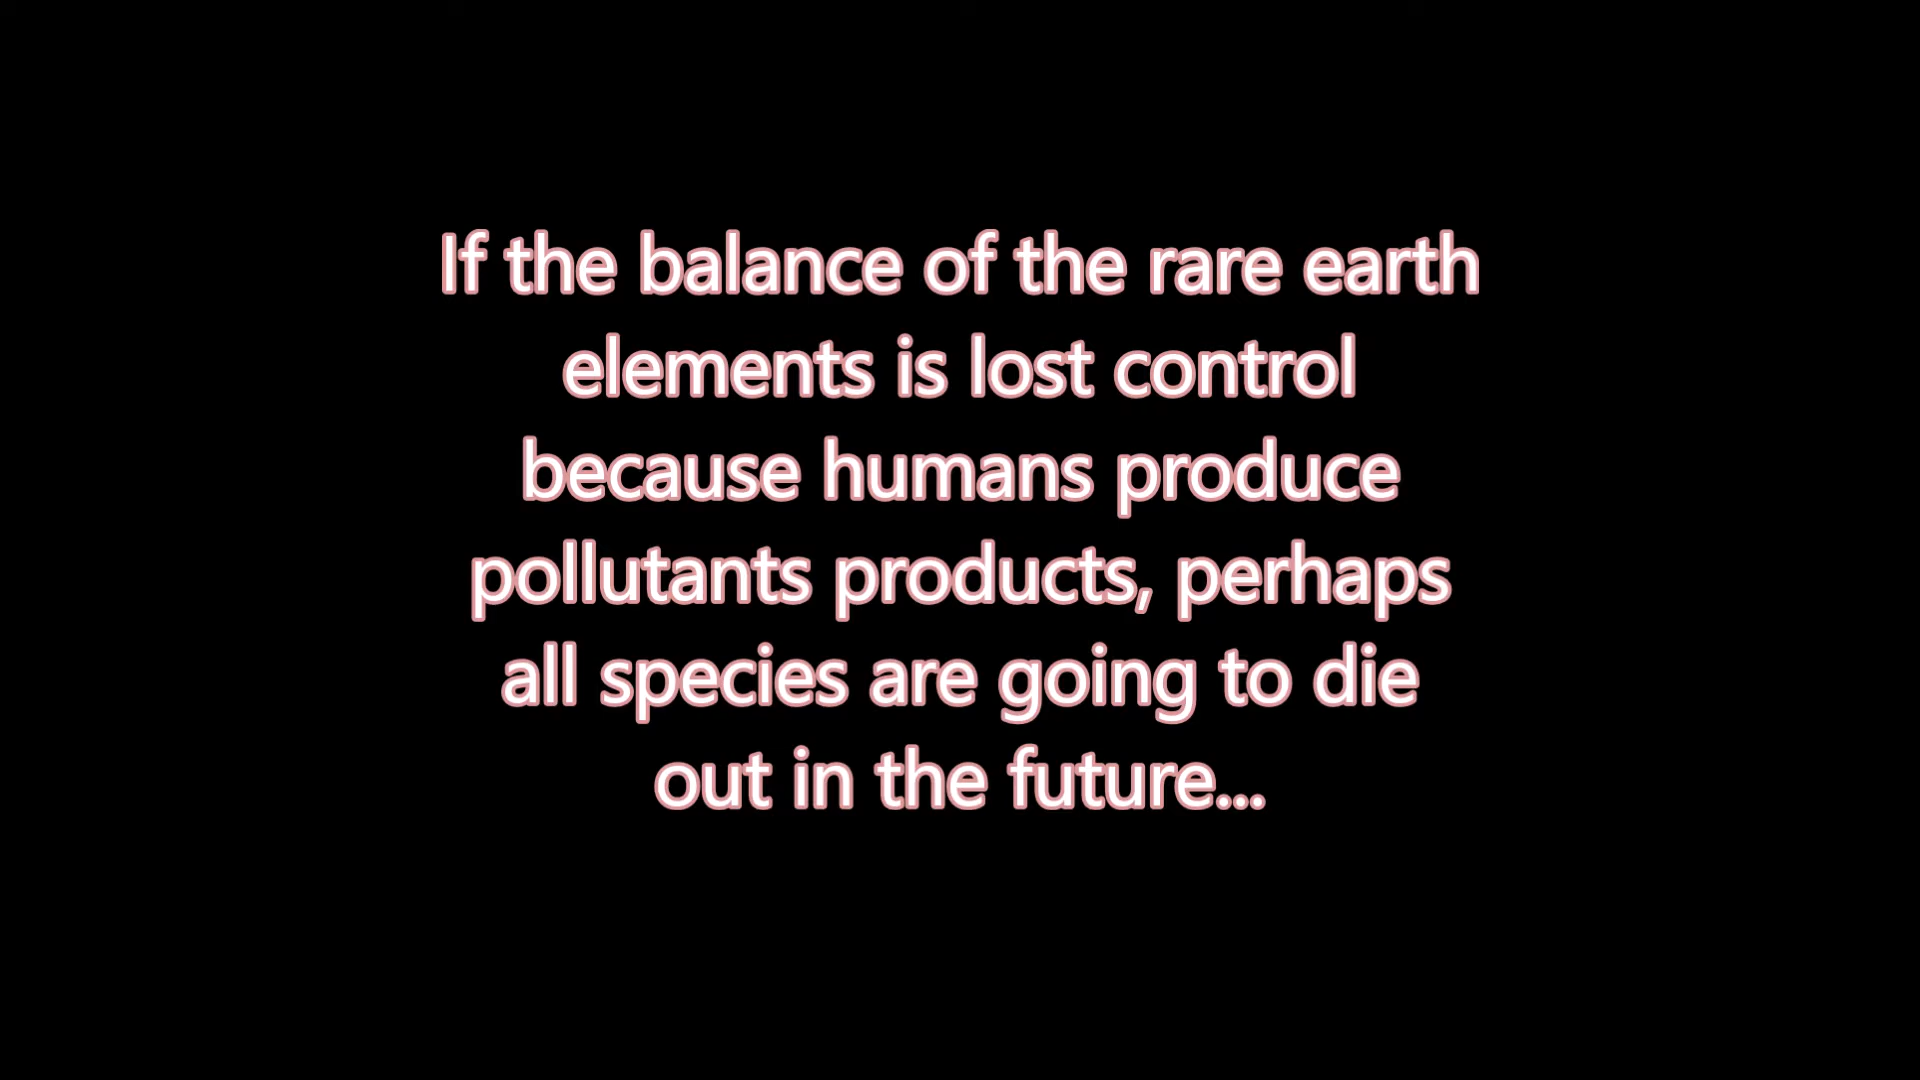 If the balance of the rare earth
elements is lost control
because humans produce
pollutants products, perhaps
all species are going to die
out in the future...